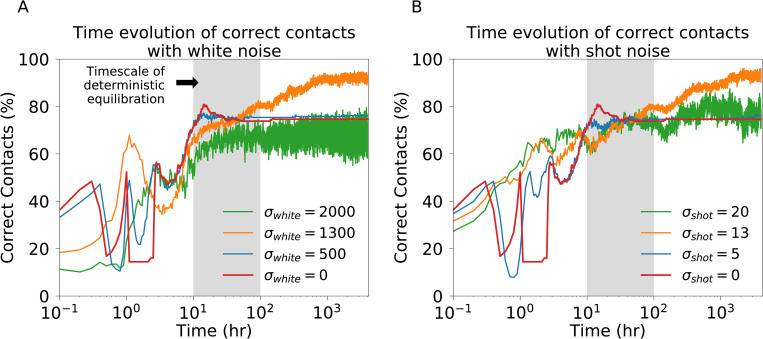 A
Time evolution of correct contacts
with white noise
Correct Contacts (%)
100
80
60
40
20
0
Timescale of
deterministic
equilibration
σwhite = 2000
σwhite = 1300
σwhite = 500
σwhite = 0
10⁻¹ 10⁰ 10¹ 10² 10³
Time (hr)
B
Time evolution of correct contacts
with shot noise
Correct Contacts (%)
100
80
60
40
20
0
σshot = 20
σshot = 13
σshot = 5
σshot = 0
10⁻¹ 10⁰ 10¹ 10² 10³
Time (hr)